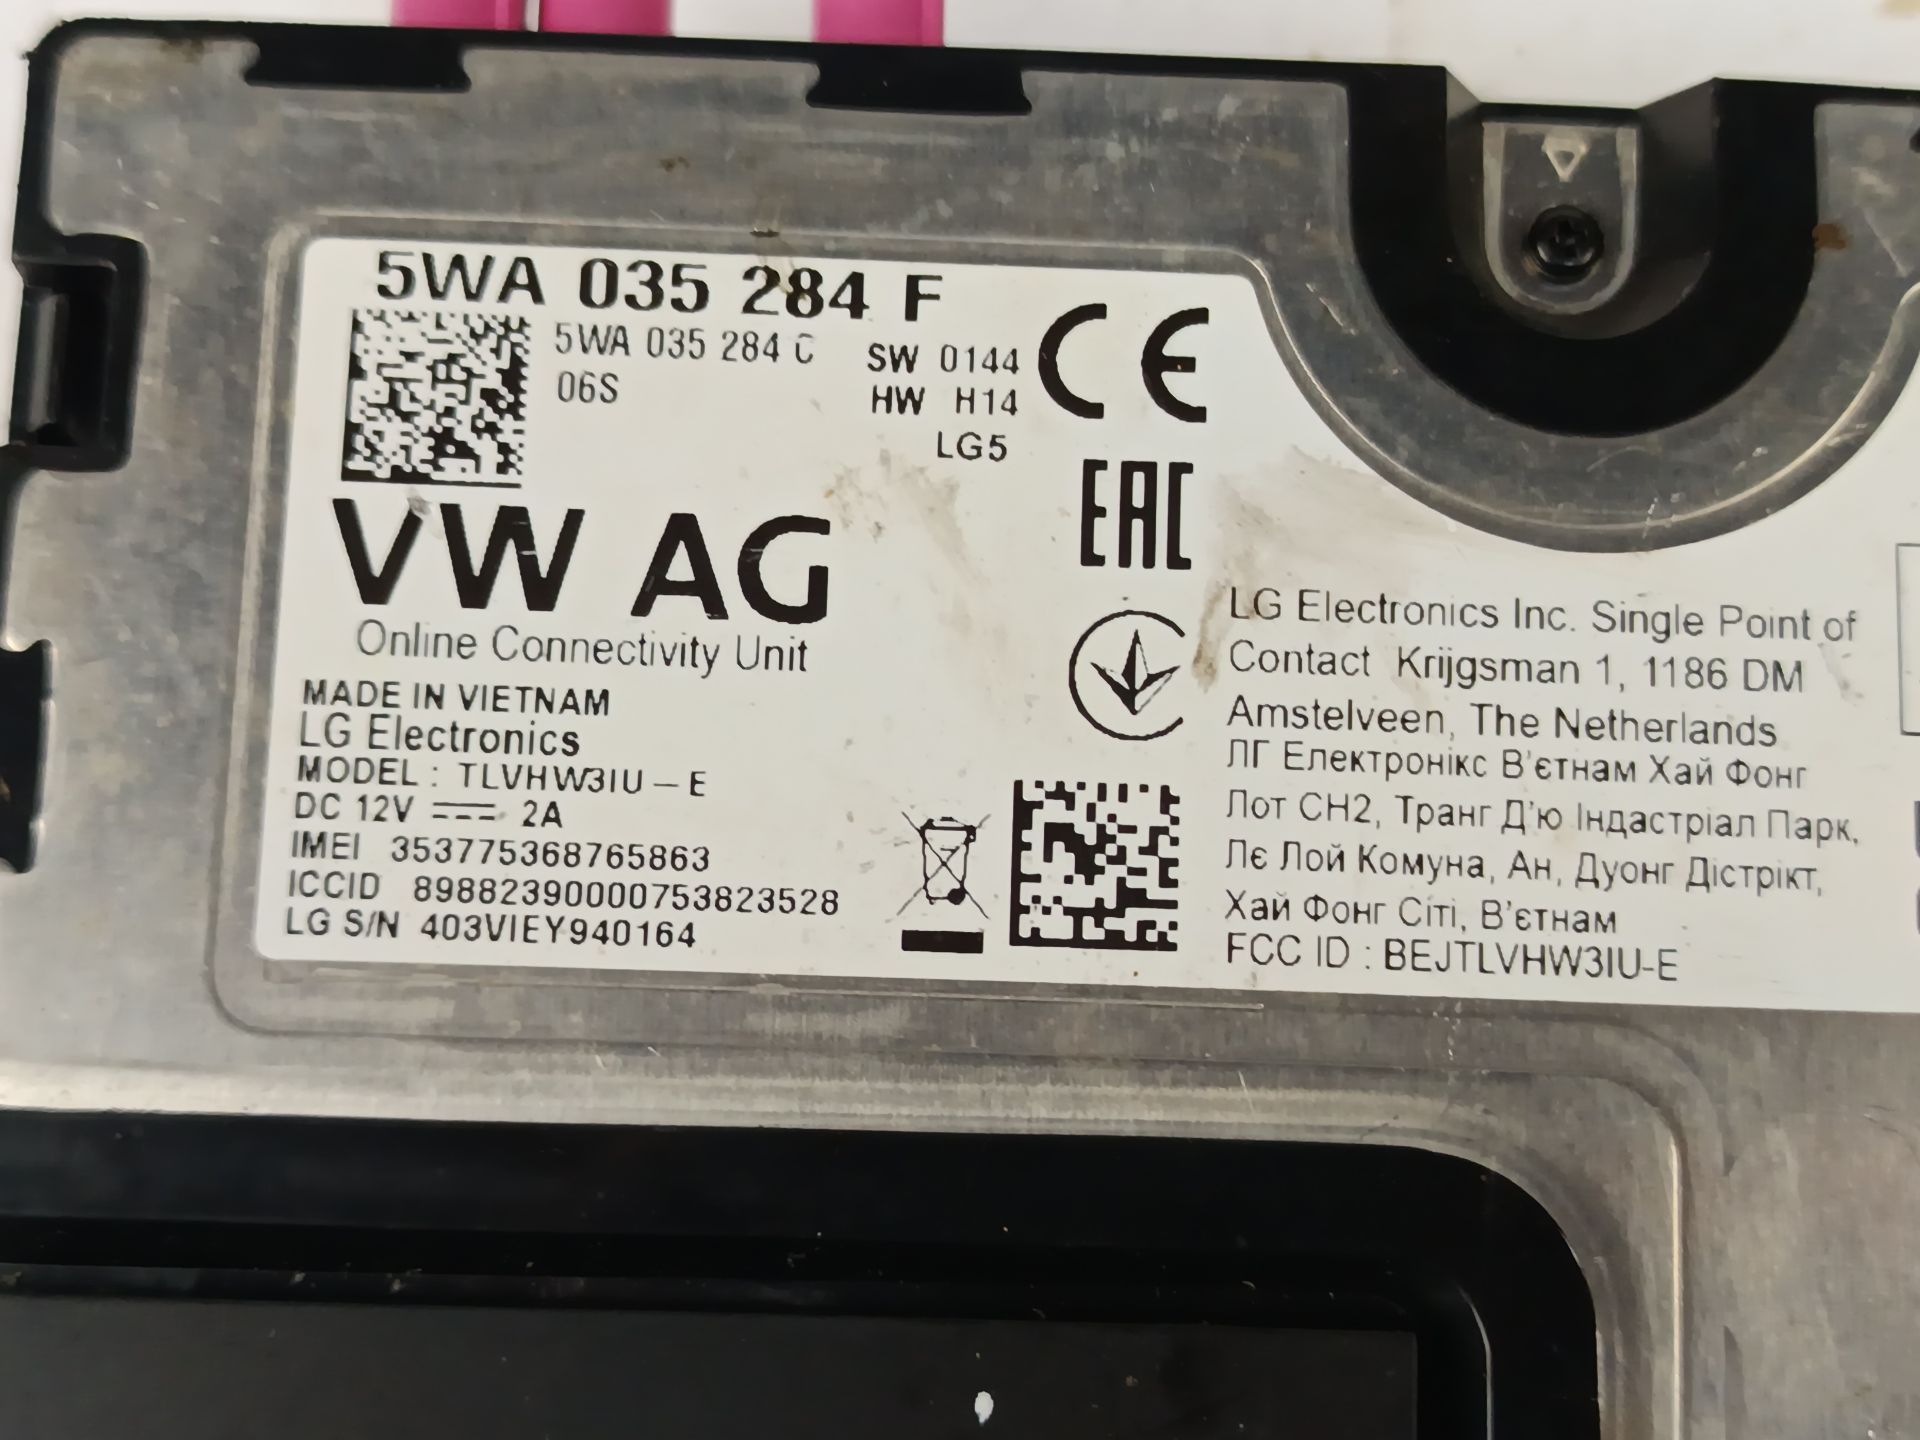 5WA 035 284 F
5WA 035 284 C
06S
SW 0144
HW H14
LG5
CE
EAC
VW AG
Online Connectivity Unit
MADE IN VIETNAM
LG Electronics
MODEL : TLVHW3IU-E
DC 12V 2A
IMEI 353775368765863
ICCID 89882390000753823528
LG S/N 403VIEY940164
LG Electronics Inc. Single Point of
Contact Krijgsman 1, 1186 DM
Amstelveen, The Netherlands
ЛГ Електронікс В'єтнам Хай Фонг
Лот СН2, Транг Д'ю Індастріал Парк,
Лє Лой Комуна, Ан, Дуонг Дістрікт,
Хай Фонг Сіті, В'єтнам
FCC ID : BEJTLVHW3IU-E